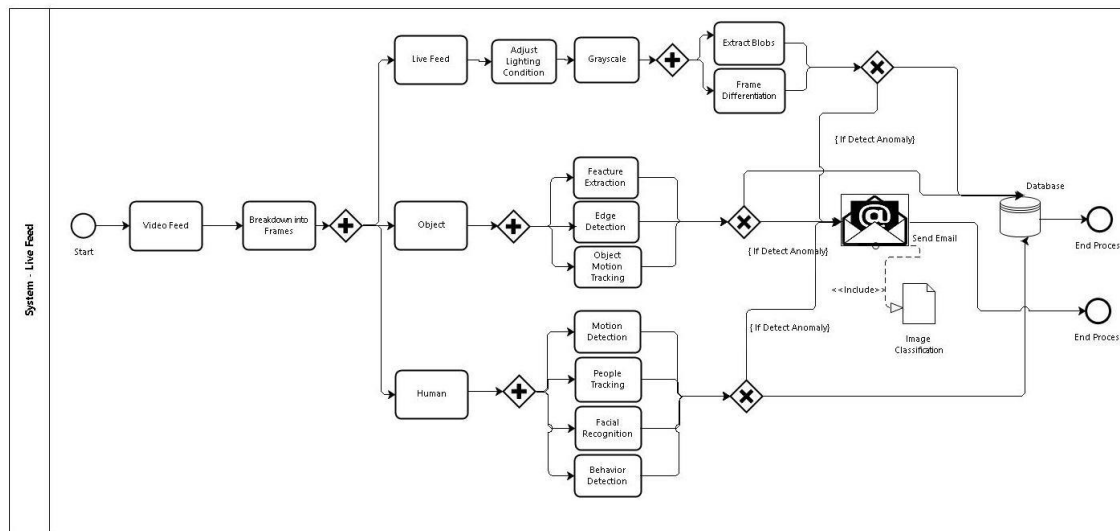 System - Live Feed
Start
Video Feed
Breakdown into
Frames
Live Feed
Adjust
Lighting
Condition
Grayscale
Extract Blobs
Frame
Differentiation
{ If Detect Anomaly}
Object
Feacture
Extraction
Edge
Detection
Object
Motion
Tracking
{ If Detect Anomaly}
Send Email
<<Include>>
Image
Classification
Database
End Proces
End Proces
Human
Motion
Detection
People
Tracking
Facial
Recognition
Behavior
Detection
{ If Detect Anomaly}